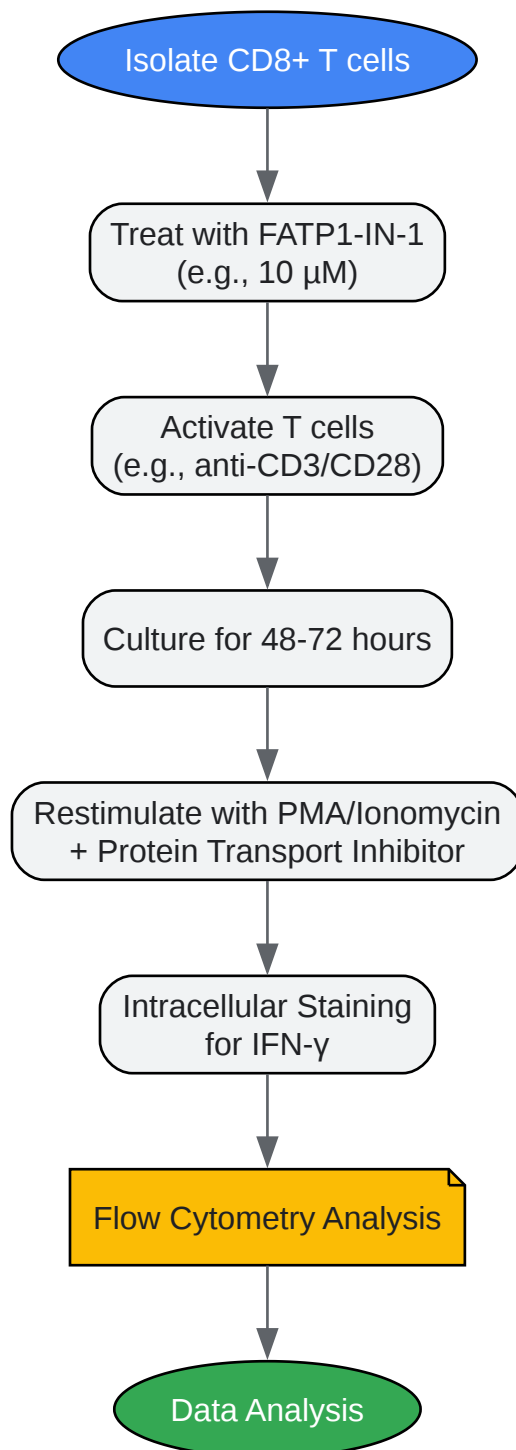 Isolate CD8+ T cells
Treat with FATP1-IN-1
(e.g., 10 µM)
Activate T cells
(e.g., anti-CD3/CD28)
Culture for 48-72 hours
Restimulate with PMA/Ionomycin
+ Protein Transport Inhibitor
Intracellular Staining
for IFN-γ
Flow Cytometry Analysis
Data Analysis